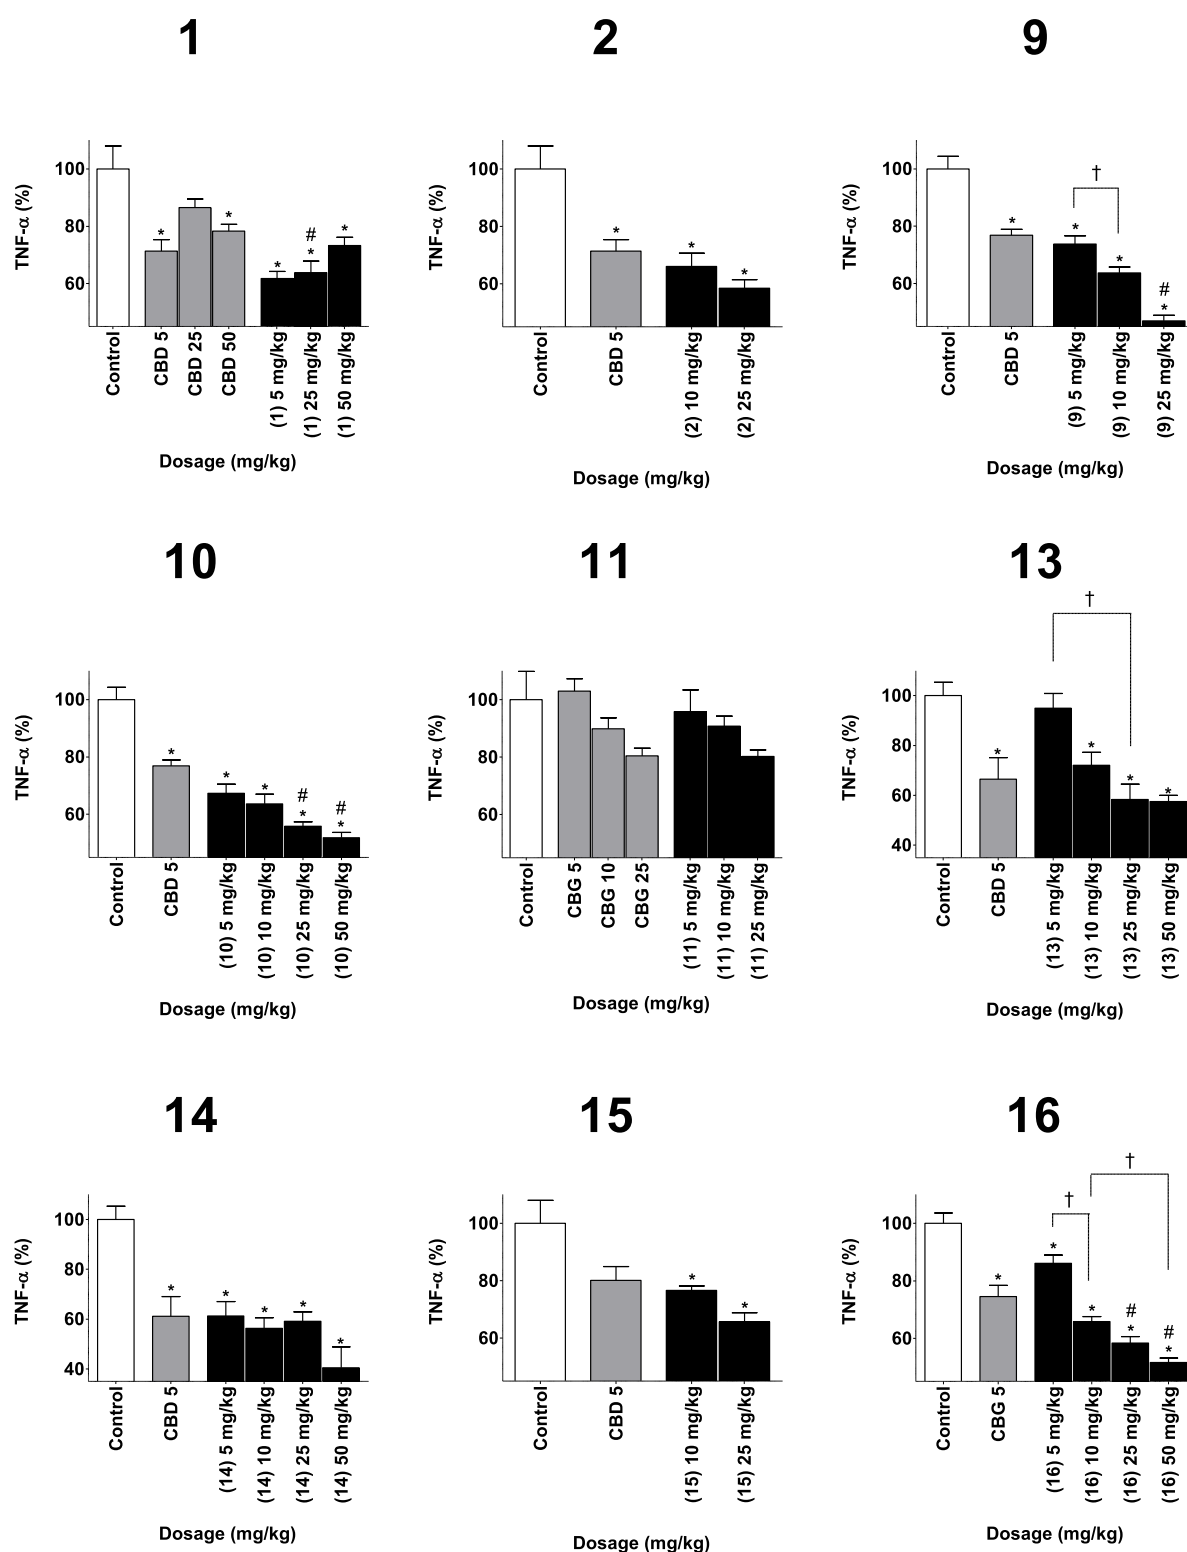 1
TNF-α (%)
100
80
60
*
*
*
#
*
*
Control
CBD 5
CBD 25
CBD 50
(1) 5 mg/kg
(1) 25 mg/kg
(1) 50 mg/kg
Dosage (mg/kg)
2
TNF-α (%)
100
80
60
*
*
*
Control
CBD 5
(2) 10 mg/kg
(2) 25 mg/kg
Dosage (mg/kg)
9
TNF-α (%)
100
80
60
†
*
*
*
#
*
Control
CBD 5
(9) 5 mg/kg
(9) 10 mg/kg
(9) 25 mg/kg
Dosage (mg/kg)
10
TNF-α (%)
100
80
60
*
*
*
#
*
#
*
Control
CBD 5
(10) 5 mg/kg
(10) 10 mg/kg
(10) 25 mg/kg
(10) 50 mg/kg
Dosage (mg/kg)
11
TNF-α (%)
100
80
60
Control
CBG 5
CBG 10
CBG 25
(11) 5 mg/kg
(11) 10 mg/kg
(11) 25 mg/kg
Dosage (mg/kg)
13
TNF-α (%)
100
80
60
40
†
*
*
*
*
Control
CBD 5
(13) 5 mg/kg
(13) 10 mg/kg
(13) 25 mg/kg
(13) 50 mg/kg
Dosage (mg/kg)
14
TNF-α (%)
100
80
60
40
*
*
*
*
*
Control
CBD 5
(14) 5 mg/kg
(14) 10 mg/kg
(14) 25 mg/kg
(14) 50 mg/kg
Dosage (mg/kg)
15
TNF-α (%)
100
80
60
*
*
Control
CBD 5
(15) 10 mg/kg
(15) 25 mg/kg
Dosage (mg/kg)
16
TNF-α (%)
100
80
60
†
†
*
*
*
#
*
#
*
Control
CBG 5
(16) 5 mg/kg
(16) 10 mg/kg
(16) 25 mg/kg
(16) 50 mg/kg
Dosage (mg/kg)